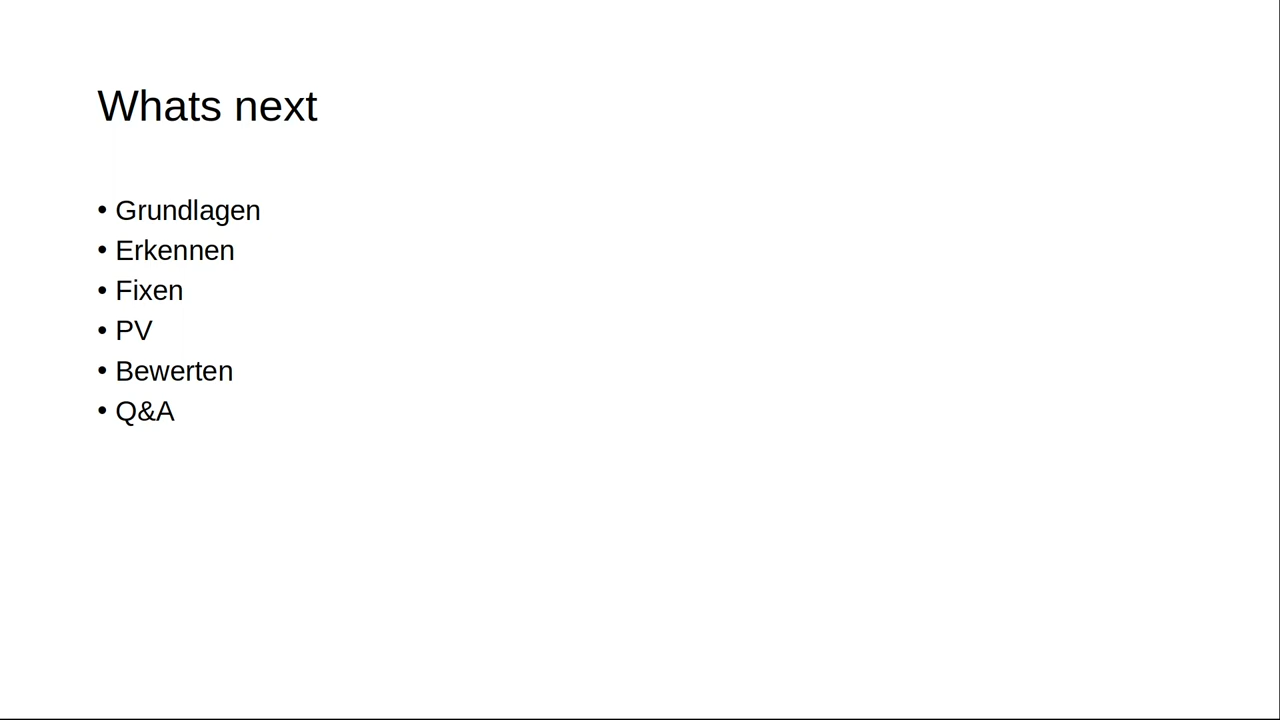 Whats next
• Grundlagen
• Erkennen
• Fixen
• PV
• Bewerten
• Q&A